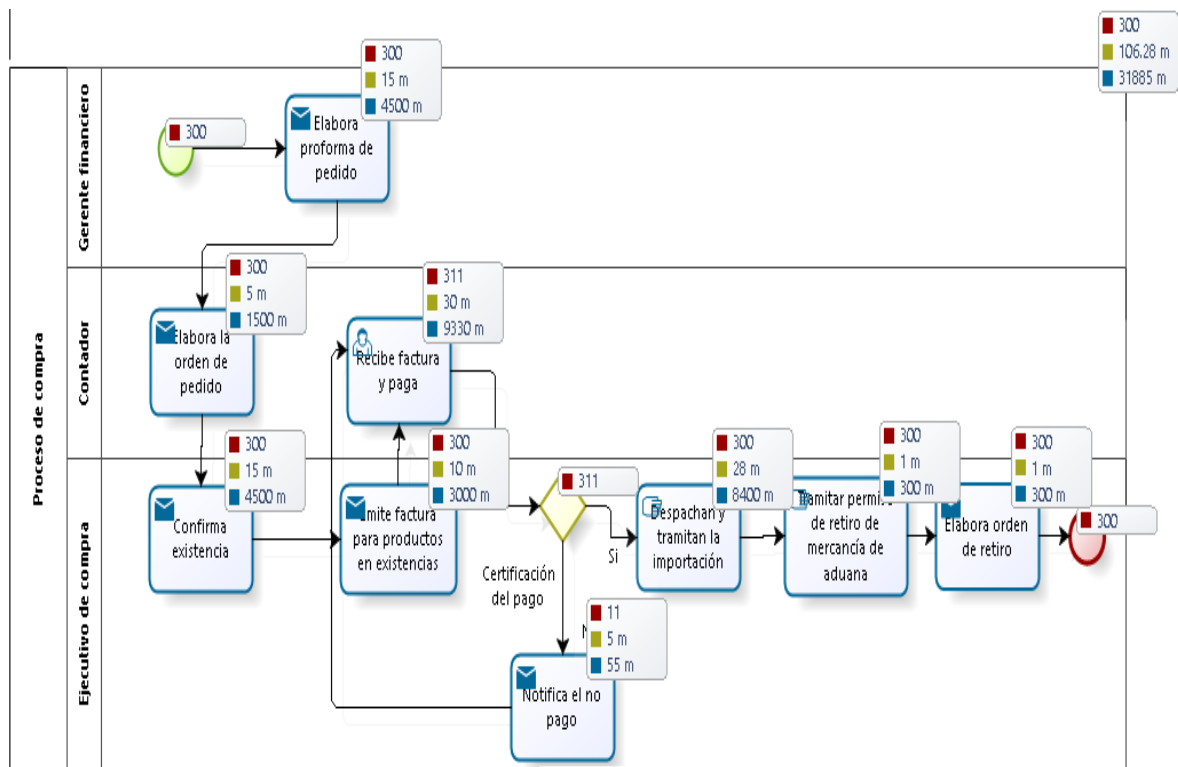 300
106.28 m
31885 m
Proceso de compra
Gerente financiero
300
300
15 m
4500 m
Elabora
proforma de
pedido
Contador
300
5 m
1500 m
Elabora la
orden de
pedido
311
30 m
9330 m
Recibe factura
y paga
Ejecutivo de compra
300
15 m
4500 m
Confirma
existencia
300
10 m
3000 m
Emite factura
para productos
en existencias
311
Certificación
del pago
Si
300
28 m
8400 m
Despachan y
tramitan la
importación
300
1 m
300 m
de retiro de
mercancía de
aduana
300
1 m
300 m
Elabora orden
de retiro
300
11
5 m
55 m
Notifica el no
pago